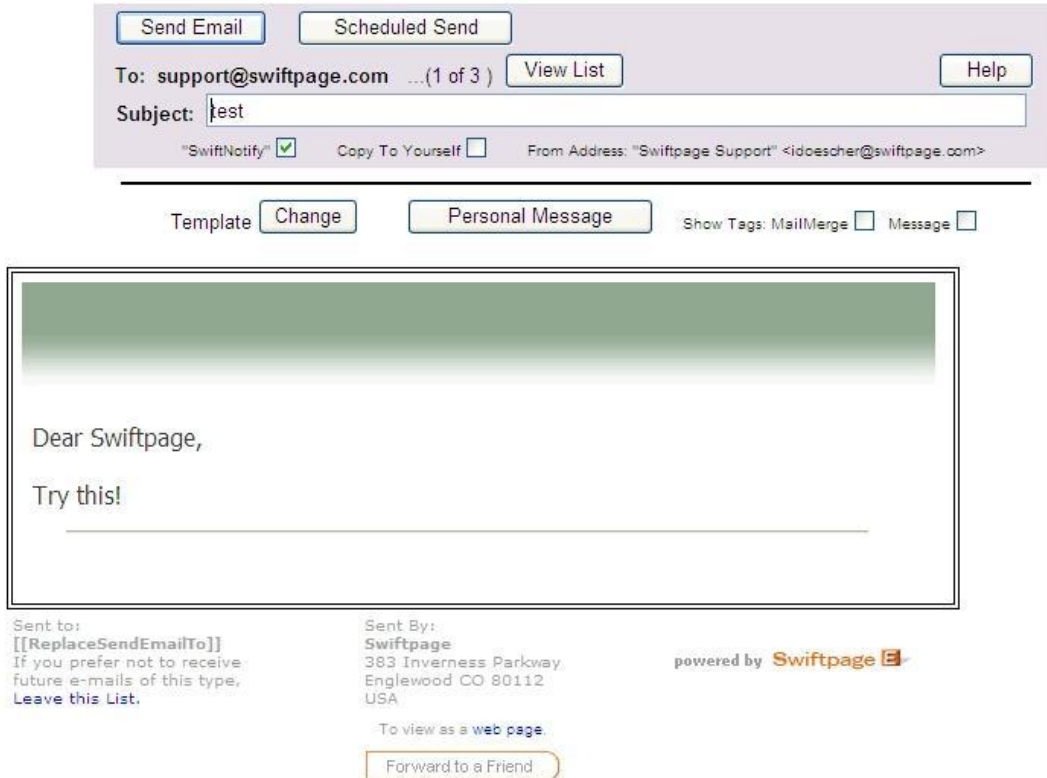 Send Email Scheduled Send
To: support@swiftpage.com ...(1 of 3 ) View List Help
Subject: test
"SwiftNotify" Copy To Yourself From Address: "Swiftpage Support" <idoescher@swiftpage.com>
Template Change Personal Message Show Tags: MailMerge Message
Dear Swiftpage,
Try this!
Sent to:
[[ReplaceSendEmailTo]]
If you prefer not to receive
future e-mails of this type,
Leave this List.
Sent By:
Swiftpage
383 Inverness Parkway
Englewood CO 80112
USA
To view as a web page.
Forward to a Friend
powered by Swiftpage E